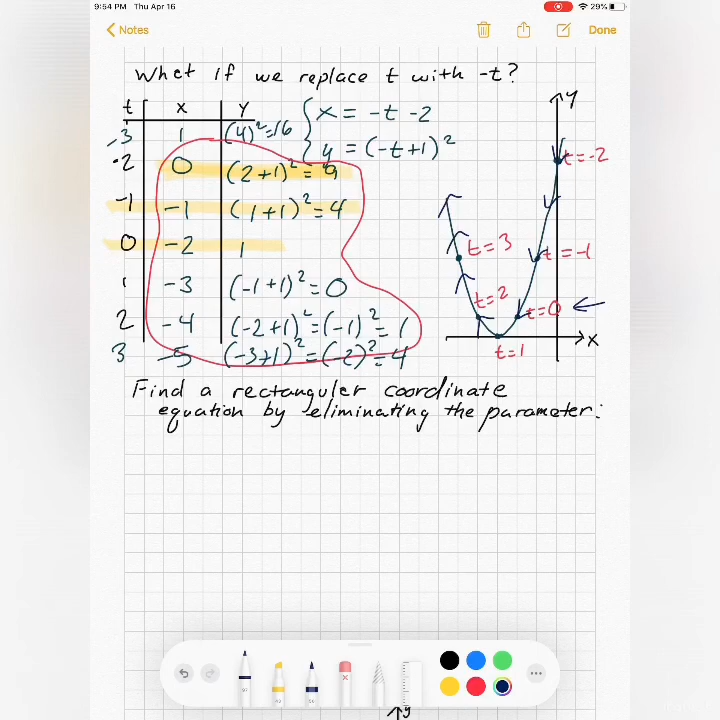 9:54 PM Thu Apr 16
29%
Notes
Done
What if we replace t with -t?
t x y
-3 1 (4)²=16
-2 0 (2+1)²=9
-1 -1 (1+1)²=4
0 -2 1
1 -3 (-1+1)²=0
2 -4 (-2+1)²=(-1)²=1
3 -5 (-3+1)²=(-2)²=4
x = -t -2
y = (-t+1)²
y
t=-2
t=3
t=-1
t=2
t=0
x
t=1
Find a rectanguler coordinate
equation by eliminating the parameter:
y